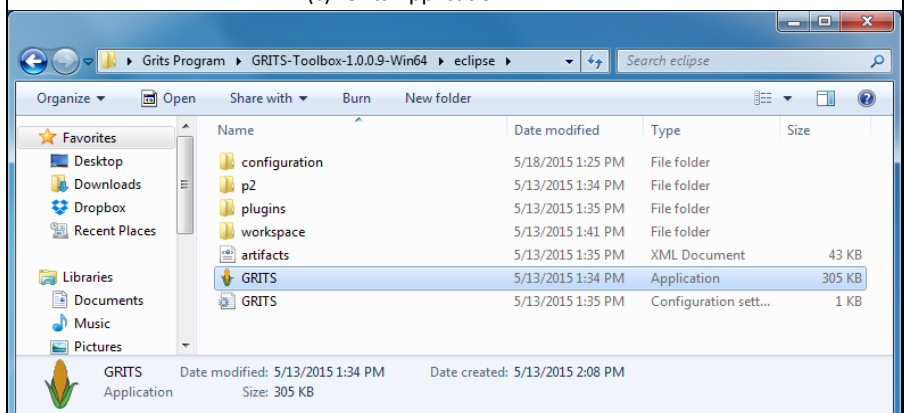 Grits Program ▸ GRITS-Toolbox-1.0.0.9-Win64 ▸ eclipse ▸ Search eclipse
Organize Open Share with Burn New folder
Favorites
Desktop
Downloads
Dropbox
Recent Places
Libraries
Documents
Music
Pictures
Name Date modified Type Size
configuration 5/18/2015 1:25 PM File folder
p2 5/13/2015 1:34 PM File folder
plugins 5/13/2015 1:35 PM File folder
workspace 5/13/2015 1:41 PM File folder
artifacts 5/13/2015 1:35 PM XML Document 43 KB
GRITS 5/13/2015 1:34 PM Application 305 KB
GRITS 5/13/2015 1:35 PM Configuration sett... 1 KB
GRITS Date modified: 5/13/2015 1:34 PM Date created: 5/13/2015 2:08 PM
Application Size: 305 KB